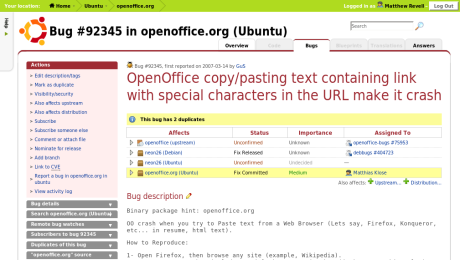 Your location: Home > Ubuntu > openoffice.org
Logged in as Matthew Revell Log Out
Help
Bug #92345 in openoffice.org (Ubuntu)
Search
Overview Bugs Answers
Actions
Edit description/tags
Mark as duplicate
Visibility/security
Also affects upstream
Also affects distribution
Subscribe
Subscribe someone else
Comment or attach file
Nominate for release
Add branch
Link to CVE
Report a bug in openoffice.org in ubuntu
View activity log
Bug details
Search openoffice.org (Ubuntu)
Remote bug watches
Subscribers to bug 92345
Duplicates of this bug
"openoffice.org" source
Bug #92345, first reported on 2007-03-14 by GuS
OpenOffice copy/pasting text containing link
with special characters in the URL make it crash
This bug has 2 duplicates
Affects Status Importance Assigned To
openoffice (upstream) Unconfirmed Unknown openoffice-bugs #75953
neon26 (Debian) Fix Released Unknown debbugs #404723
neon26 (Ubuntu) Unconfirmed Undecided —
openoffice.org (Ubuntu) Fix Committed Medium Matthias Klose
Also affects: Upstream... Distribution...
Bug description
Binary package hint: openoffice.org
OO crash when you try to Paste text from a Web Browser (Lets say, Firefox, Konqueror,
etc... in resume, html text).
How to Reproduce:
1- Open Firefox, then browse any site (example, Wikipedia).